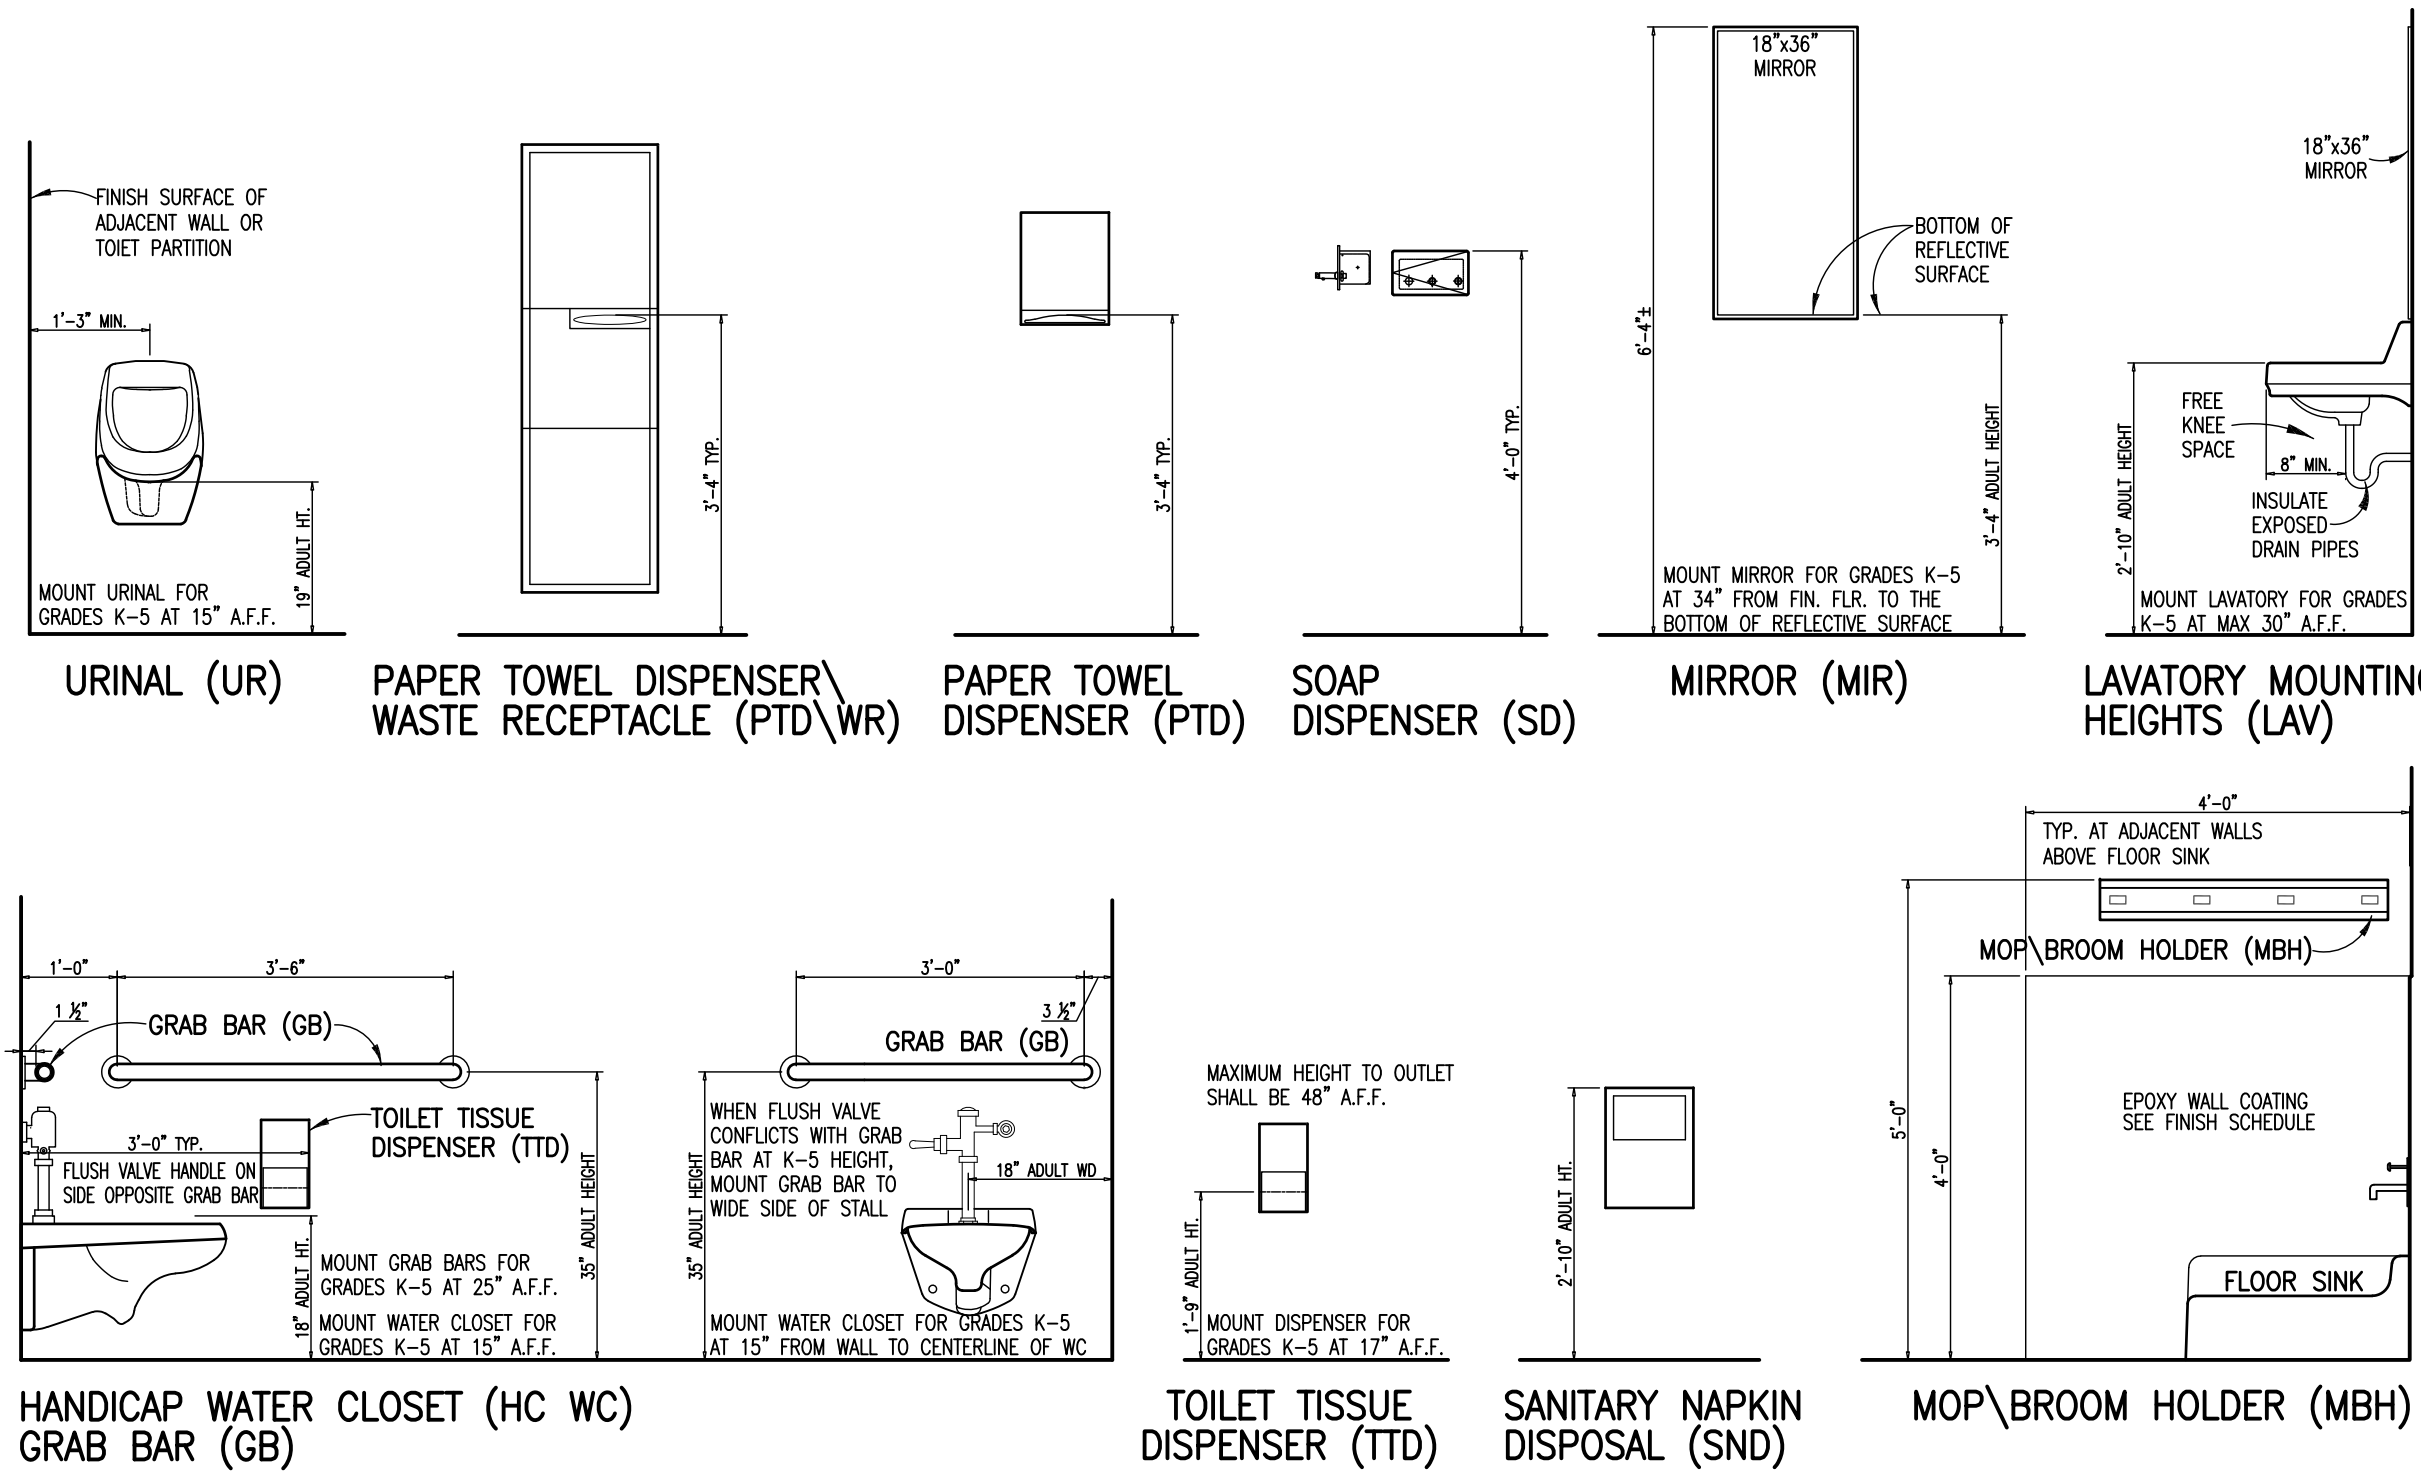 FINISH SURFACE OF
ADJACENT WALL OR
TOIET PARTITION
1'-3" MIN.
19" ADULT HT.
MOUNT URINAL FOR
GRADES K-5 AT 15" A.F.F.
URINAL (UR)
3'-4" TYP.
PAPER TOWEL DISPENSER\
WASTE RECEPTACLE (PTD\WR)
3'-4" TYP.
PAPER TOWEL
DISPENSER (PTD)
4'-0" TYP.
SOAP
DISPENSER (SD)
18"x36"
MIRROR
6'-4"±
BOTTOM OF
REFLECTIVE
SURFACE
3'-4" ADULT HEIGHT
MOUNT MIRROR FOR GRADES K-5
AT 34" FROM FIN. FLR. TO THE
BOTTOM OF REFLECTIVE SURFACE
MIRROR (MIR)
18"x36"
MIRROR
FREE
KNEE
SPACE
8" MIN.
2'-10" ADULT HEIGHT
INSULATE
EXPOSED
DRAIN PIPES
MOUNT LAVATORY FOR GRADES
K-5 AT MAX 30" A.F.F.
LAVATORY MOUNTING
HEIGHTS (LAV)
1'-0"
3'-6"
1 ½"
GRAB BAR (GB)
TOILET TISSUE
DISPENSER (TTD)
3'-0" TYP.
FLUSH VALVE HANDLE ON
SIDE OPPOSITE GRAB BAR
18" ADULT HT.
35" ADULT HEIGHT
MOUNT GRAB BARS FOR
GRADES K-5 AT 25" A.F.F.
MOUNT WATER CLOSET FOR
GRADES K-5 AT 15" A.F.F.
3'-0"
3 ½"
GRAB BAR (GB)
WHEN FLUSH VALVE
CONFLICTS WITH GRAB
BAR AT K-5 HEIGHT,
MOUNT GRAB BAR TO
WIDE SIDE OF STALL
35" ADULT HEIGHT
18" ADULT WD
MOUNT WATER CLOSET FOR GRADES K-5
AT 15" FROM WALL TO CENTERLINE OF WC
HANDICAP WATER CLOSET (HC WC)
GRAB BAR (GB)
MAXIMUM HEIGHT TO OUTLET
SHALL BE 48" A.F.F.
1'-9" ADULT HT.
MOUNT DISPENSER FOR
GRADES K-5 AT 17" A.F.F.
TOILET TISSUE
DISPENSER (TTD)
2'-10" ADULT HT.
SANITARY NAPKIN
DISPOSAL (SND)
4'-0"
TYP. AT ADJACENT WALLS
ABOVE FLOOR SINK
MOP\BROOM HOLDER (MBH)
5'-0"
4'-0"
EPOXY WALL COATING
SEE FINISH SCHEDULE
FLOOR SINK
MOP\BROOM HOLDER (MBH)